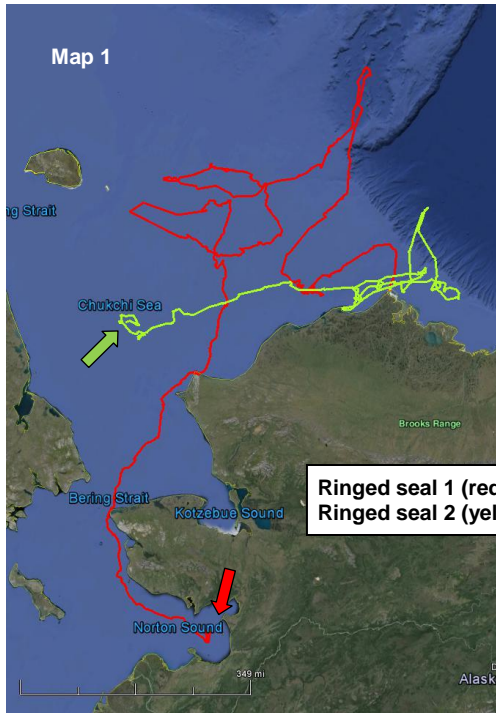 Map 1
ng Strait
Chukchi Sea
Brooks Range
Ringed seal 1 (red
Ringed seal 2 (yel
Bering Strait
Kotzebue Sound
Norton Sound
349 mi
Alask